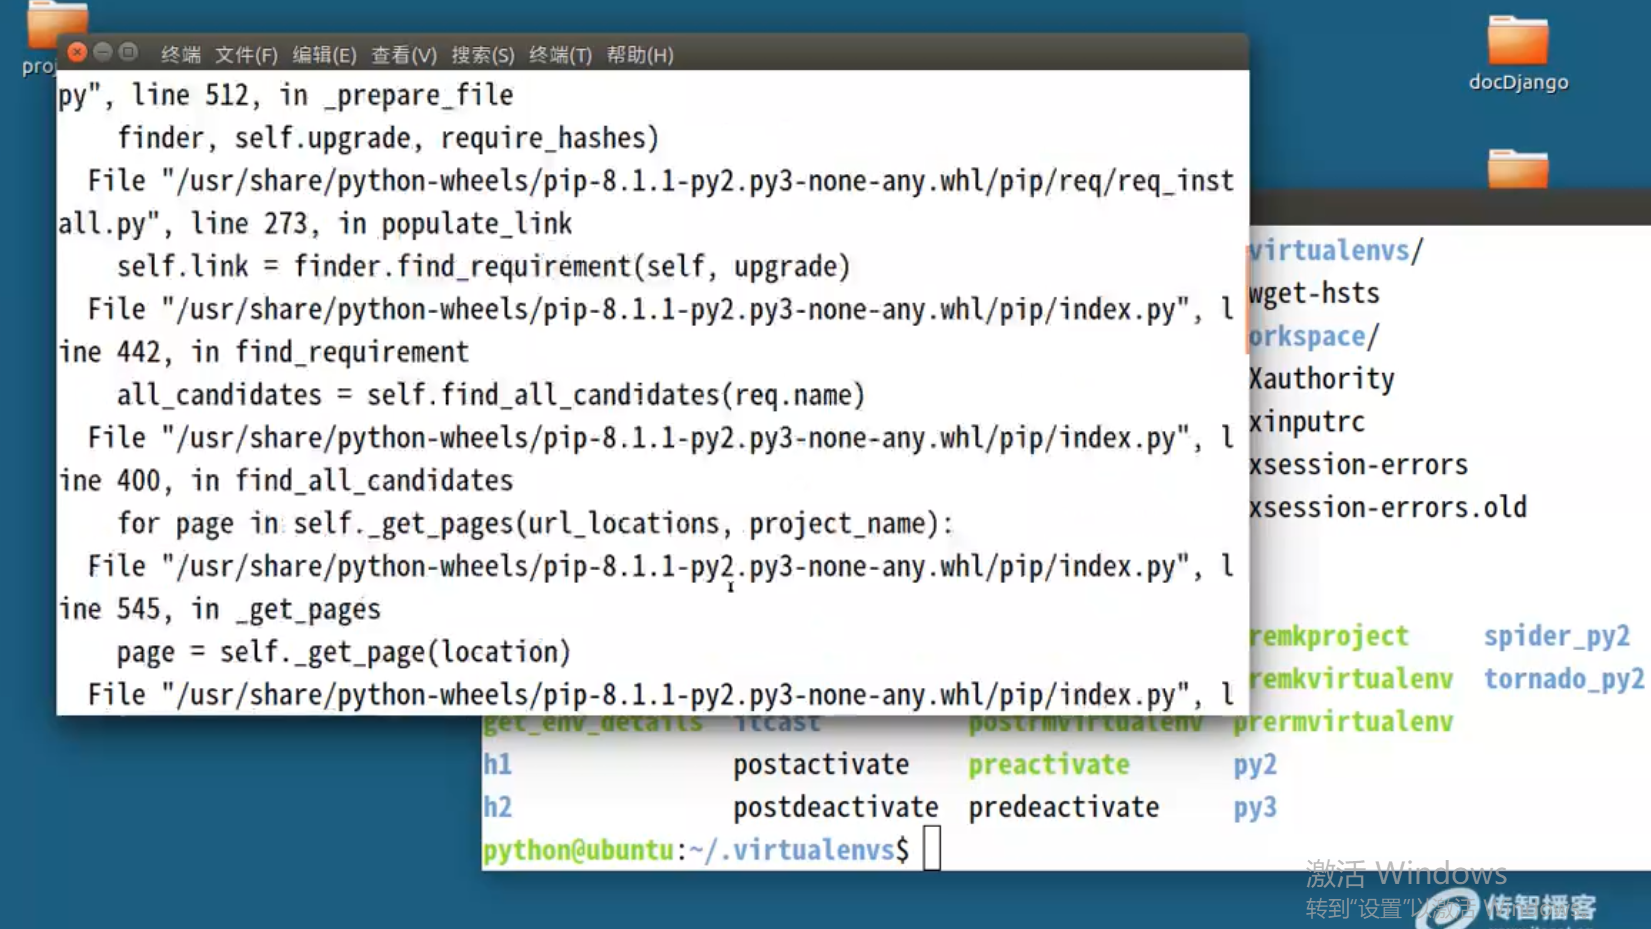 proj
docDjango
终端 文件(F) 编辑(E) 查看(V) 搜索(S) 终端(T) 帮助(H)
py", line 512, in _prepare_file
finder, self.upgrade, require_hashes)
File "/usr/share/python-wheels/pip-8.1.1-py2.py3-none-any.whl/pip/req/req_inst
all.py", line 273, in populate_link
self.link = finder.find_requirement(self, upgrade)
File "/usr/share/python-wheels/pip-8.1.1-py2.py3-none-any.whl/pip/index.py", l
ine 442, in find_requirement
all_candidates = self.find_all_candidates(req.name)
File "/usr/share/python-wheels/pip-8.1.1-py2.py3-none-any.whl/pip/index.py", l
ine 400, in find_all_candidates
for page in self._get_pages(url_locations, project_name):
File "/usr/share/python-wheels/pip-8.1.1-py2.py3-none-any.whl/pip/index.py", l
ine 545, in _get_pages
page = self._get_page(location)
File "/usr/share/python-wheels/pip-8.1.1-py2.py3-none-any.whl/pip/index.py", l
virtualenvs/
wget-hsts
orkspace/
Xauthority
xinputrc
xsession-errors
xsession-errors.old
remkproject spider_py2
remkvirtualenv tornado_py2
get_env_details itcast postrmvirtualenv prermvirtualenv
h1 postactivate preactivate py2
h2 postdeactivate predeactivate py3
python@ubuntu:~/.virtualenvs$
激活 Windows
转到"设置"以激活 Windows
传智播客